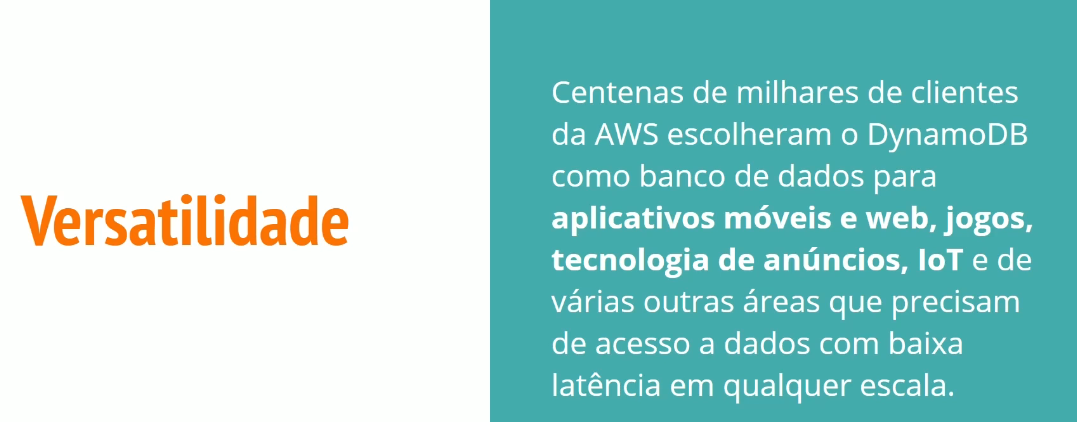 Versatilidade
Centenas de milhares de clientes
da AWS escolheram o DynamoDB
como banco de dados para
aplicativos móveis e web, jogos,
tecnologia de anúncios, IoT e de
várias outras áreas que precisam
de acesso a dados com baixa
latência em qualquer escala.